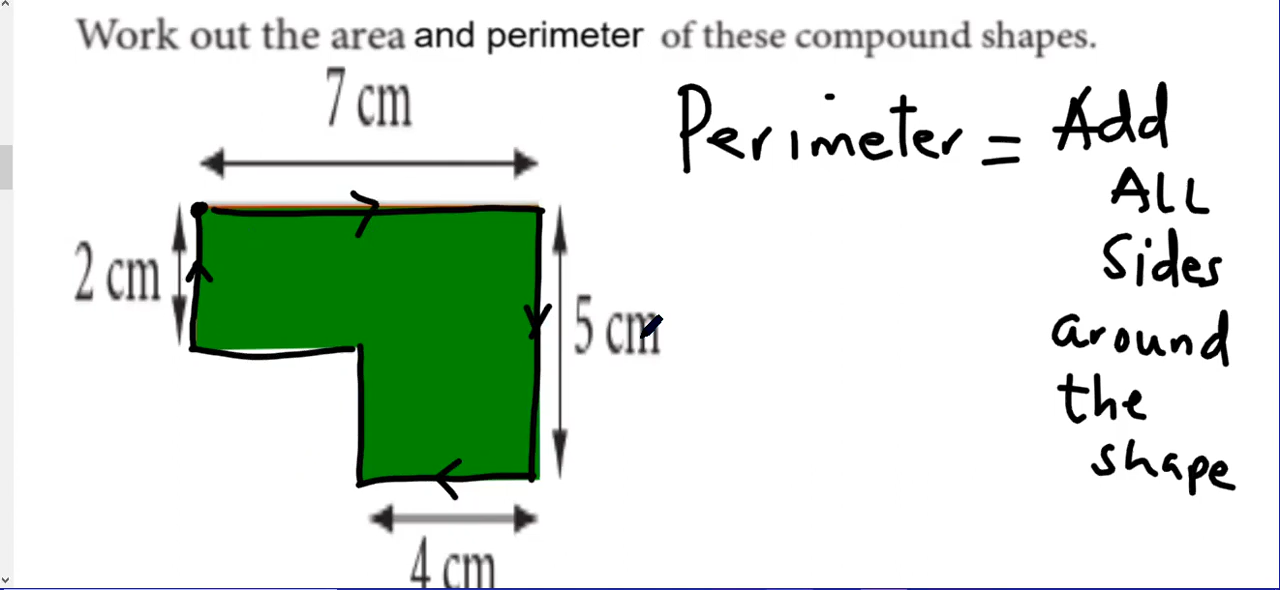 Work out the area and perimeter of these compound shapes.
7 cm
Perimeter = Add
ALL
Sides
around
the
shape
2 cm
5 cm
4 cm